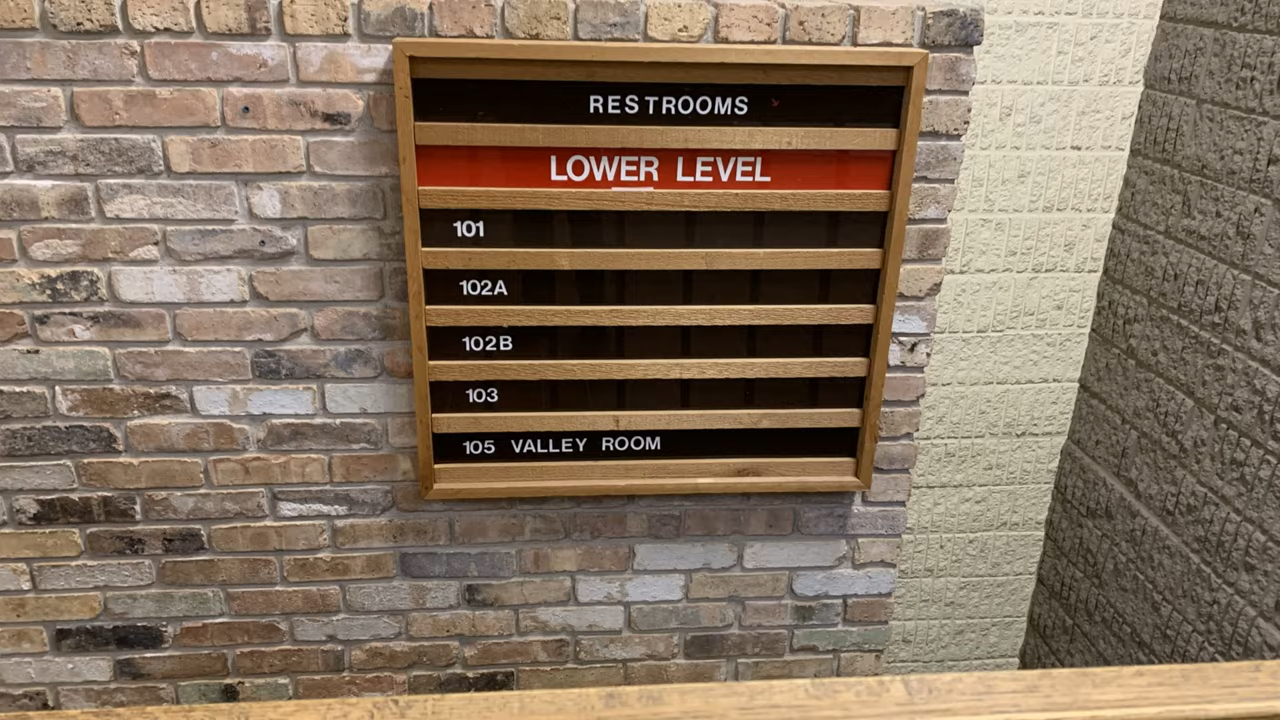 RESTROOMS
LOWER LEVEL
101
102A
102B
103
105 VALLEY ROOM